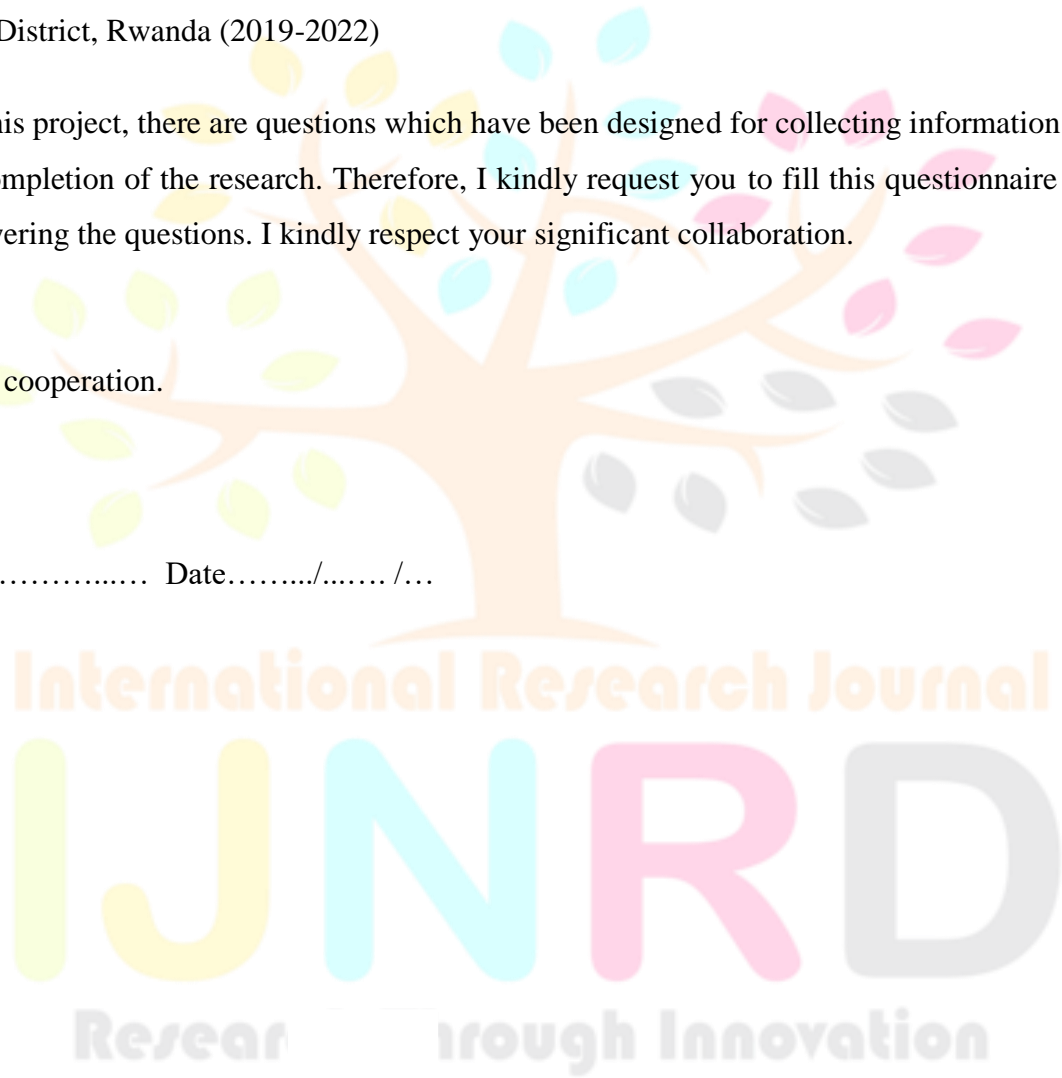 District, Rwanda (2019-2022)
his project, there are questions which have been designed for collecting information
ompletion of the research. Therefore, I kindly request you to fill this questionnaire
vering the questions. I kindly respect your significant collaboration.
cooperation.
…………...… Date……..../...…. /…
International Research Journal
IJNRD
Resear hrough Innovation